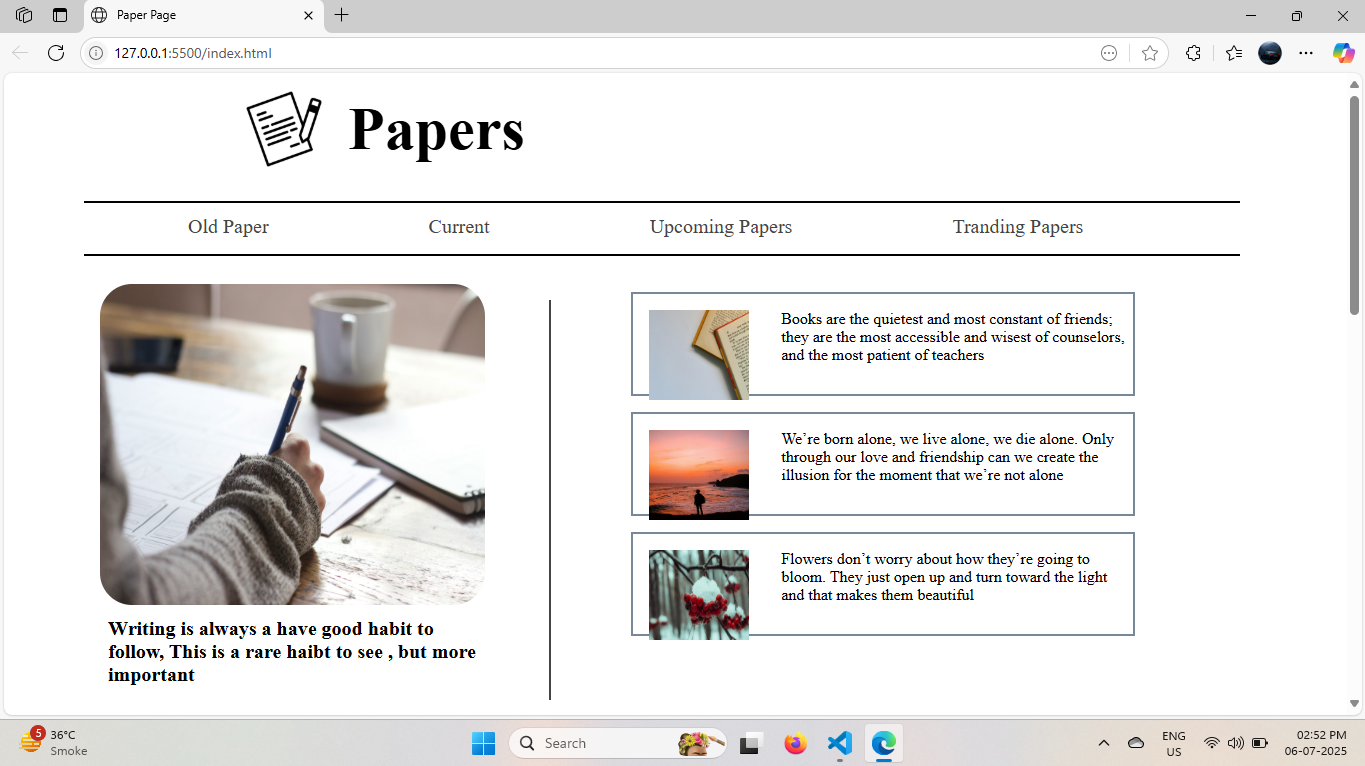 Paper Page
127.0.0.1:5500/index.html
Papers
Old Paper
Current
Upcoming Papers
Tranding Papers
Writing is always a have good habit to
follow, This is a rare haibt to see , but more
important
Books are the quietest and most constant of friends;
they are the most accessible and wisest of counselors,
and the most patient of teachers
We’re born alone, we live alone, we die alone. Only
through our love and friendship can we create the
illusion for the moment that we’re not alone
Flowers don’t worry about how they’re going to
bloom. They just open up and turn toward the light
and that makes them beautiful
5
36°C
Smoke
Search
ENG
US
02:52 PM
06-07-2025